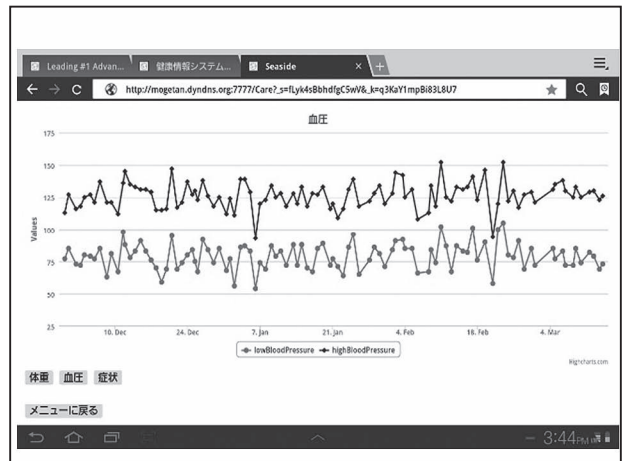 Leading #1 Advan...
健康情報システム...
Seaside
http://mogetan.dyndns.org:7777/Care?_s=fLyk4sBbhdfgC5wV&_k=q3KaY1mpBi83L8U7
血圧
175
150
125
100
75
50
25
Values
10. Dec 24. Dec 7. Jan 21. Jan 4. Feb 18. Feb 4. Mar
lowBloodPressure highBloodPressure
Highcharts.com
体重 血圧 症状
メニューに戻る
3:44 PM